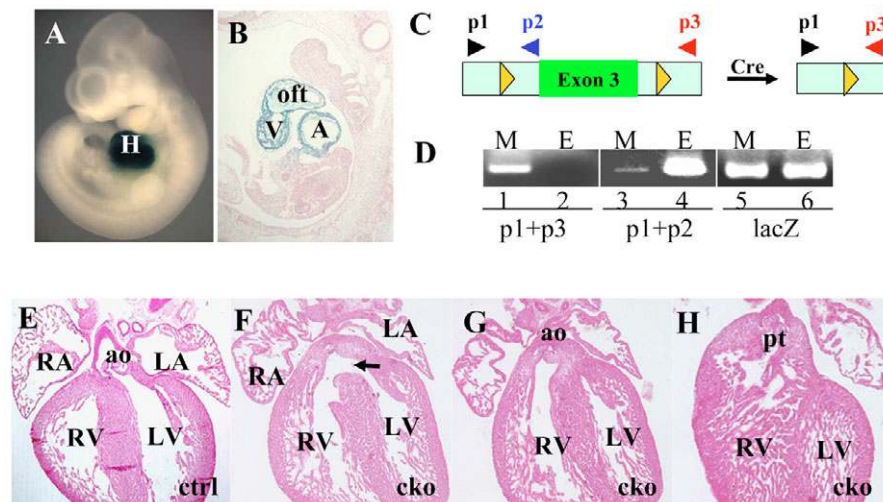 A
H
B
oft
V
A
C
p1
p2
p3
Exon 3
Cre
p1
p3
D
M E M E M E
1 2 3 4 5 6
p1+p3 p1+p2 lacZ
E
RA
ao
LA
RV
LV
ctrl
F
RA
LA
RV
LV
cko
G
ao
RV
LV
cko
H
pt
RV
LV
cko